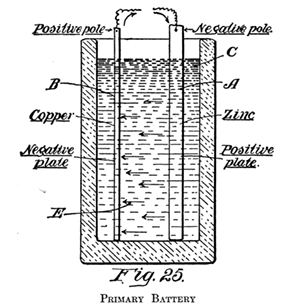 Positive pole
Negative pole.
C
B
A
Copper
Zinc
Negative
plate
Positive
plate.
E
Fig. 25.
PRIMARY BATTERY